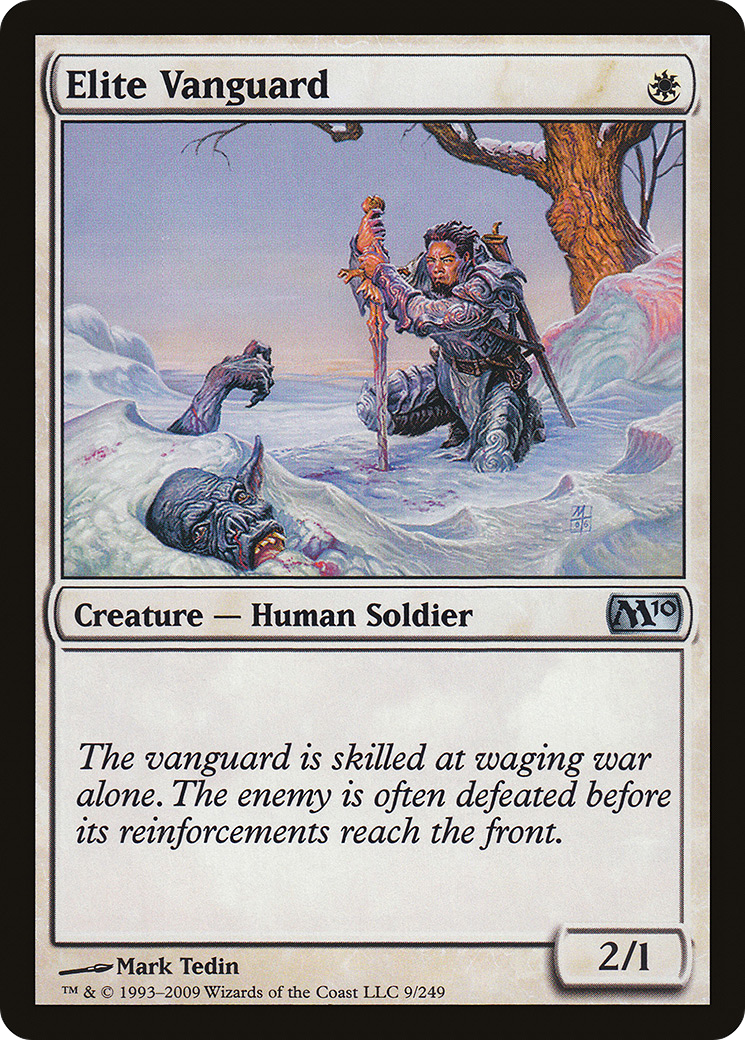 Elite Vanguard
Creature — Human Soldier
M10
The vanguard is skilled at waging war
alone. The enemy is often defeated before
its reinforcements reach the front.
2/1
Mark Tedin
™ & © 1993–2009 Wizards of the Coast LLC 9/249